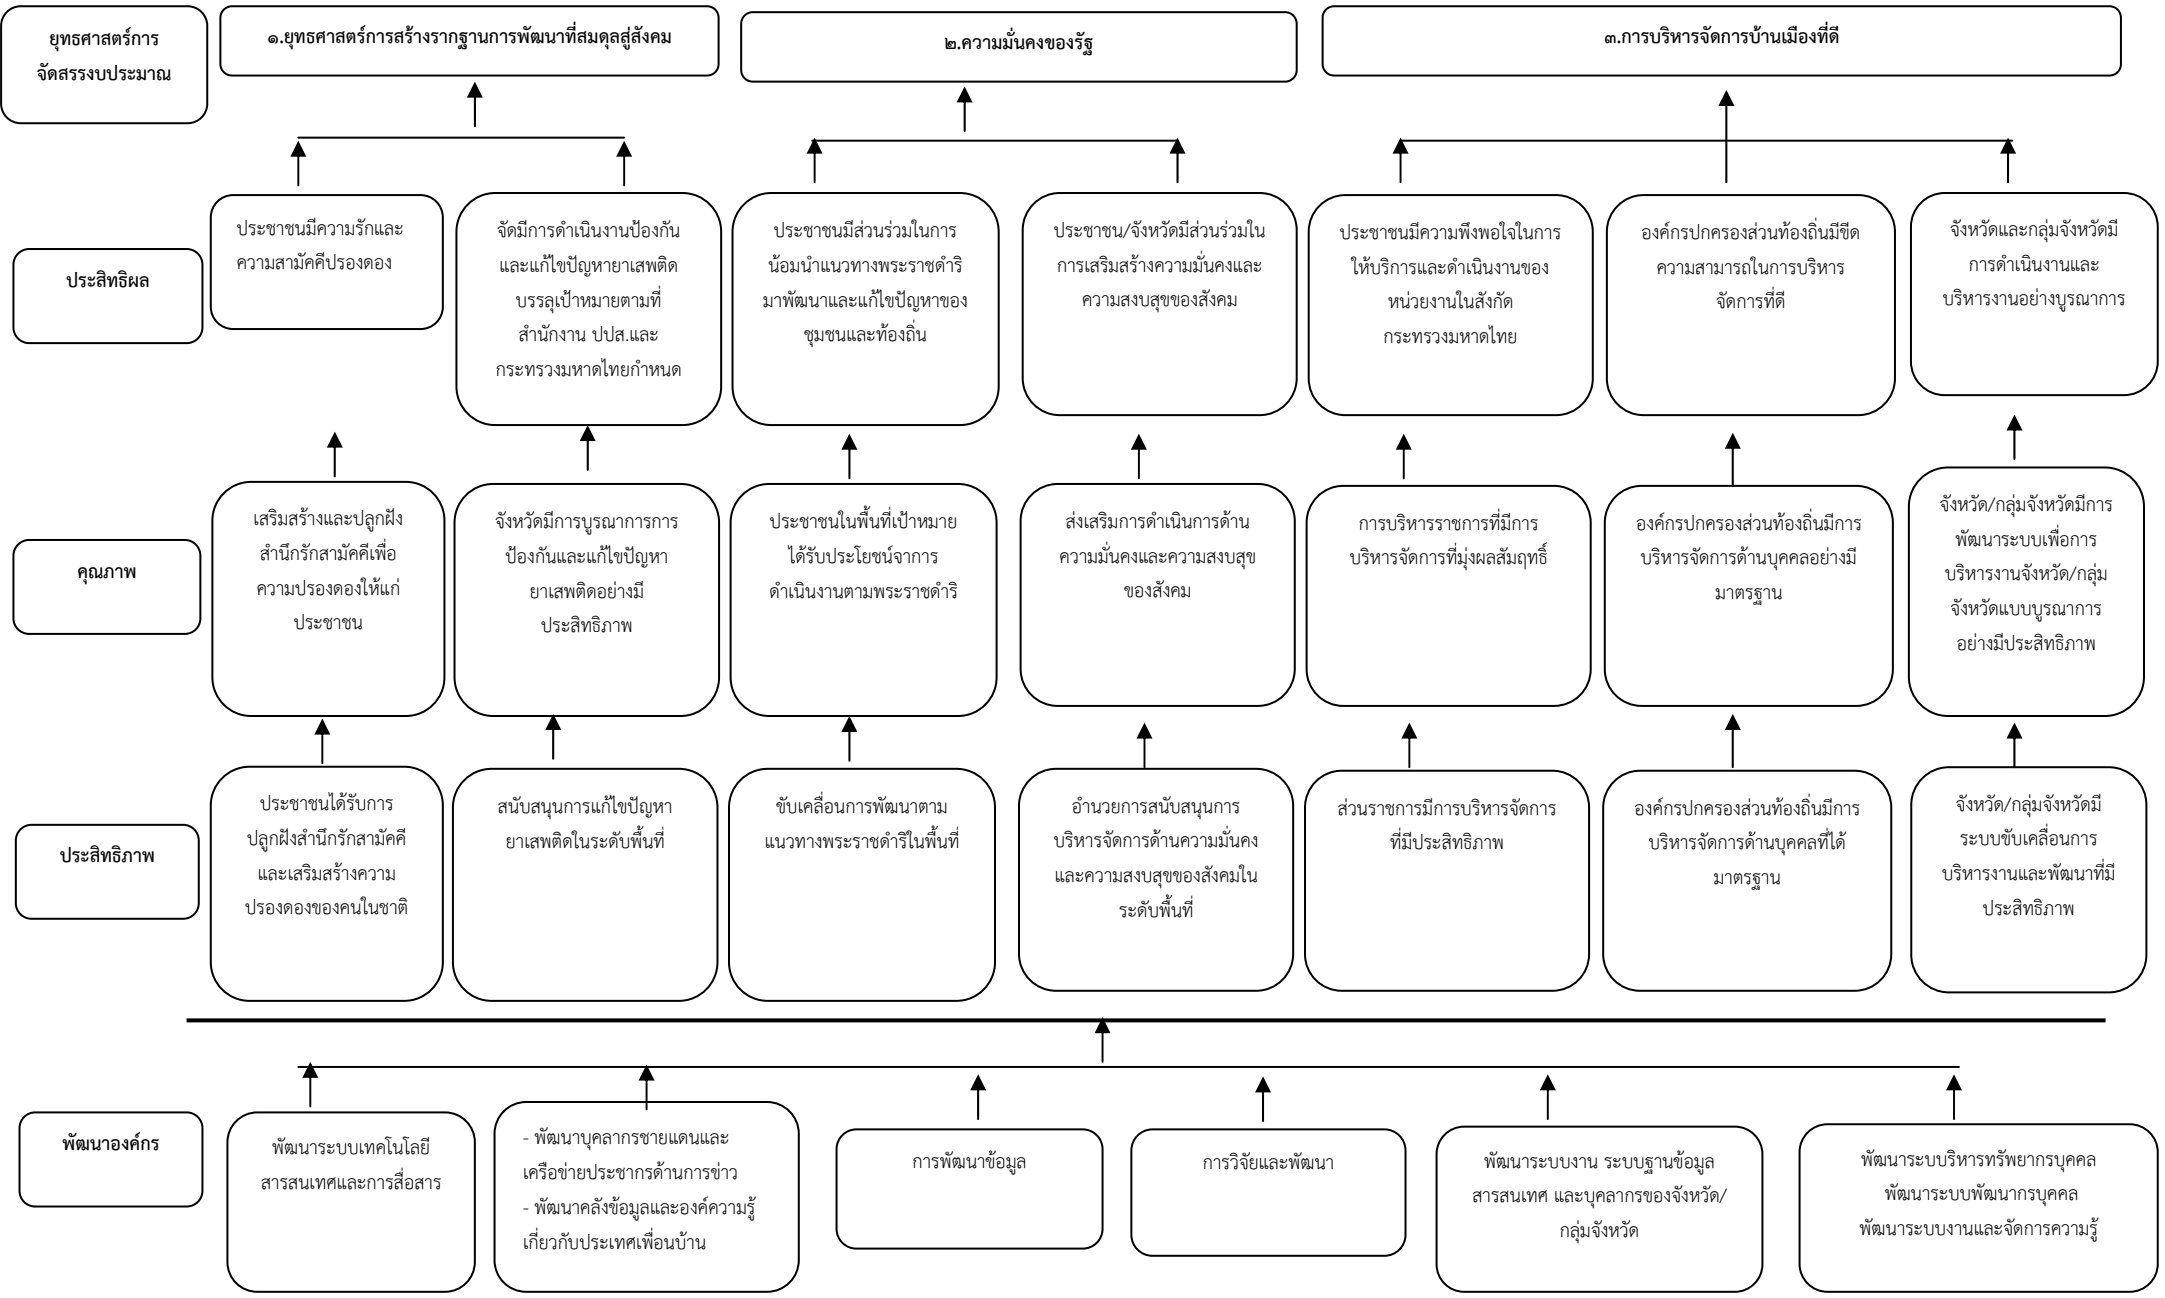 ยุทธศาสตร์การ
จัดสรรงบประมาณ
๑.ยุทธศาสตร์การสร้างรากฐานการพัฒนาที่สมดุลสู่สังคม
๒.ความมั่นคงของรัฐ
๓.การบริหารจัดการบ้านเมืองที่ดี
ประสิทธิผล
ประชาชนมีความรักและ
ความสามัคคีปรองดอง
จัดมีการดำเนินงานป้องกัน
และแก้ไขปัญหายาเสพติด
บรรลุเป้าหมายตามที่
สำนักงาน ปปส.และ
กระทรวงมหาดไทยกำหนด
ประชาชนมีส่วนร่วมในการ
น้อมนำแนวทางพระราชดำริ
มาพัฒนาและแก้ไขปัญหาของ
ชุมชนและท้องถิ่น
ประชาชน/จังหวัดมีส่วนร่วมใน
การเสริมสร้างความมั่นคงและ
ความสงบสุขของสังคม
ประชาชนมีความพึงพอใจในการ
ให้บริการและดำเนินงานของ
หน่วยงานในสังกัด
กระทรวงมหาดไทย
องค์กรปกครองส่วนท้องถิ่นมีขีด
ความสามารถในการบริหาร
จัดการที่ดี
จังหวัดและกลุ่มจังหวัดมี
การดำเนินงานและ
บริหารงานอย่างบูรณาการ
คุณภาพ
เสริมสร้างและปลูกฝัง
สำนึกรักสามัคคีเพื่อ
ความปรองดองให้แก่
ประชาชน
จังหวัดมีการบูรณาการการ
ป้องกันและแก้ไขปัญหา
ยาเสพติดอย่างมี
ประสิทธิภาพ
ประชาชนในพื้นที่เป้าหมาย
ได้รับประโยชน์จาการ
ดำเนินงานตามพระราชดำริ
ส่งเสริมการดำเนินการด้าน
ความมั่นคงและความสงบสุข
ของสังคม
การบริหารราชการที่มีการ
บริหารจัดการที่มุ่งผลสัมฤทธิ์
องค์กรปกครองส่วนท้องถิ่นมีการ
บริหารจัดการด้านบุคคลอย่างมี
มาตรฐาน
จังหวัด/กลุ่มจังหวัดมีการ
พัฒนาระบบเพื่อการ
บริหารงานจังหวัด/กลุ่ม
จังหวัดแบบบูรณาการ
อย่างมีประสิทธิภาพ
ประสิทธิภาพ
ประชาชนได้รับการ
ปลูกฝังสำนึกรักสามัคคี
และเสริมสร้างความ
ปรองดองของคนในชาติ
สนับสนุนการแก้ไขปัญหา
ยาเสพติดในระดับพื้นที่
ขับเคลื่อนการพัฒนาตาม
แนวทางพระราชดำริในพื้นที่
อำนวยการสนับสนุนการ
บริหารจัดการด้านความมั่นคง
และความสงบสุขของสังคมใน
ระดับพื้นที่
ส่วนราชการมีการบริหารจัดการ
ที่มีประสิทธิภาพ
องค์กรปกครองส่วนท้องถิ่นมีการ
บริหารจัดการด้านบุคคลที่ได้
มาตรฐาน
จังหวัด/กลุ่มจังหวัดมี
ระบบขับเคลื่อนการ
บริหารงานและพัฒนาที่มี
ประสิทธิภาพ
พัฒนาองค์กร
พัฒนาระบบเทคโนโลยี
สารสนเทศและการสื่อสาร
- พัฒนาบุคลากรชายแดนและ
เครือข่ายประชากรด้านการข่าว
- พัฒนาคลังข้อมูลและองค์ความรู้
เกี่ยวกับประเทศเพื่อนบ้าน
การพัฒนาข้อมูล
การวิจัยและพัฒนา
พัฒนาระบบงาน ระบบฐานข้อมูล
สารสนเทศ และบุคลากรของจังหวัด/
กลุ่มจังหวัด
พัฒนาระบบบริหารทรัพยากรบุคคล
พัฒนาระบบพัฒนากรบุคคล
พัฒนาระบบงานและจัดการความรู้